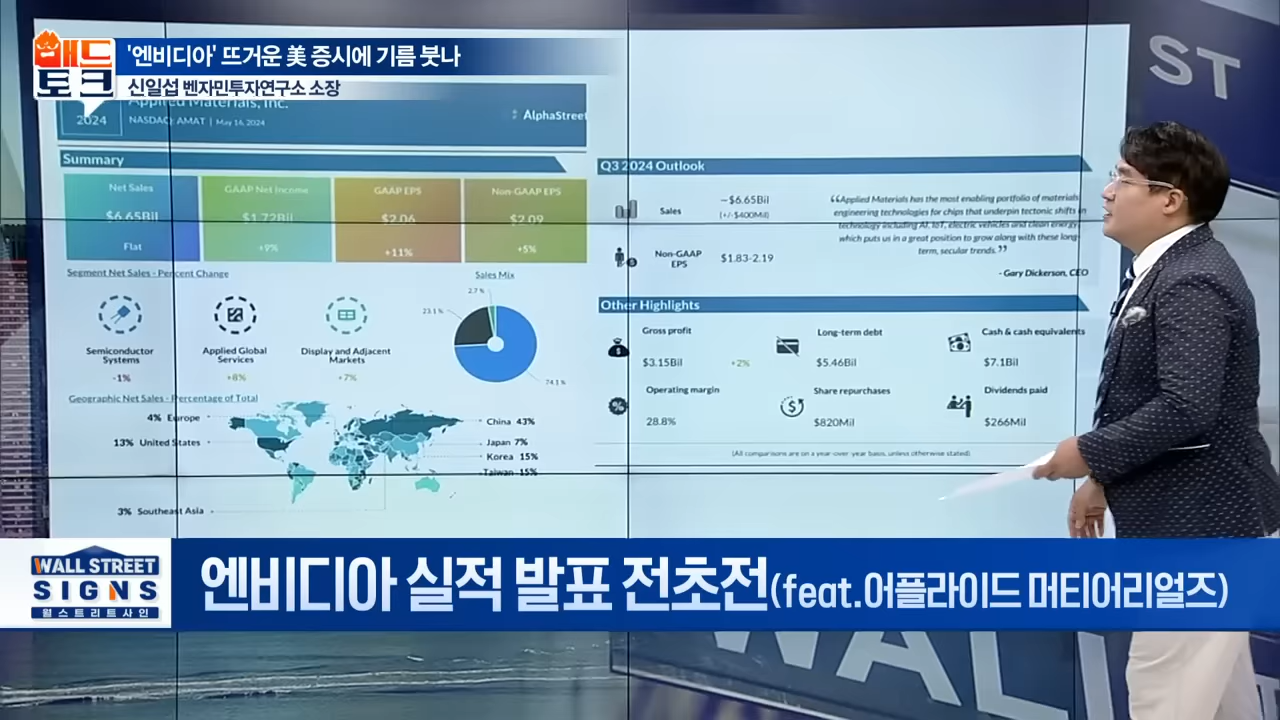 매드
토크
'엔비디아' 뜨거운 美 증시에 기름 붓나
신일섭 벤자민투자연구소 소장
ST
Applied Materials, Inc.
2024
NASDAQ: AMAT | May 16, 2024
AlphaStreet
Summary
Net Sales
$6.65Bil
Flat
GAAP Net Income
$1.72Bil
+9%
GAAP EPS
$2.06
+11%
Non-GAAP EPS
$2.09
+5%
Segment Net Sales - Percent Change
Semiconductor
Systems
-1%
Applied Global
Services
+8%
Display and Adjacent
Markets
+7%
Sales Mix
2.7 %
23.1 %
74.1 %
Geographic Net Sales - Percentage of Total
4% Europe
13% United States
3% Southeast Asia
China 43%
Japan 7%
Korea 15%
Taiwan 15%
Q3 2024 Outlook
Sales
~$6.65Bil
(+/-$400Mil)
Non-GAAP
EPS
$1.83-2.19
“Applied Materials has the most enabling portfolio of materials
engineering technologies for chips that underpin tectonic shifts in
technology including AI, IoT, electric vehicles and clean energy,
which puts us in a great position to grow along with these long-
term, secular trends.”
- Gary Dickerson, CEO
Other Highlights
Gross profit
$3.15Bil
+2%
Long-term debt
$5.46Bil
Cash & cash equivalents
$7.1Bil
Operating margin
28.8%
Share repurchases
$820Mil
Dividends paid
$266Mil
(All comparisons are on a year-over-year basis, unless otherwise stated)
WALL STREET
SIGNS
월스트리트사인
엔비디아 실적 발표 전초전(feat.어플라이드 머티어리얼즈)
WALL